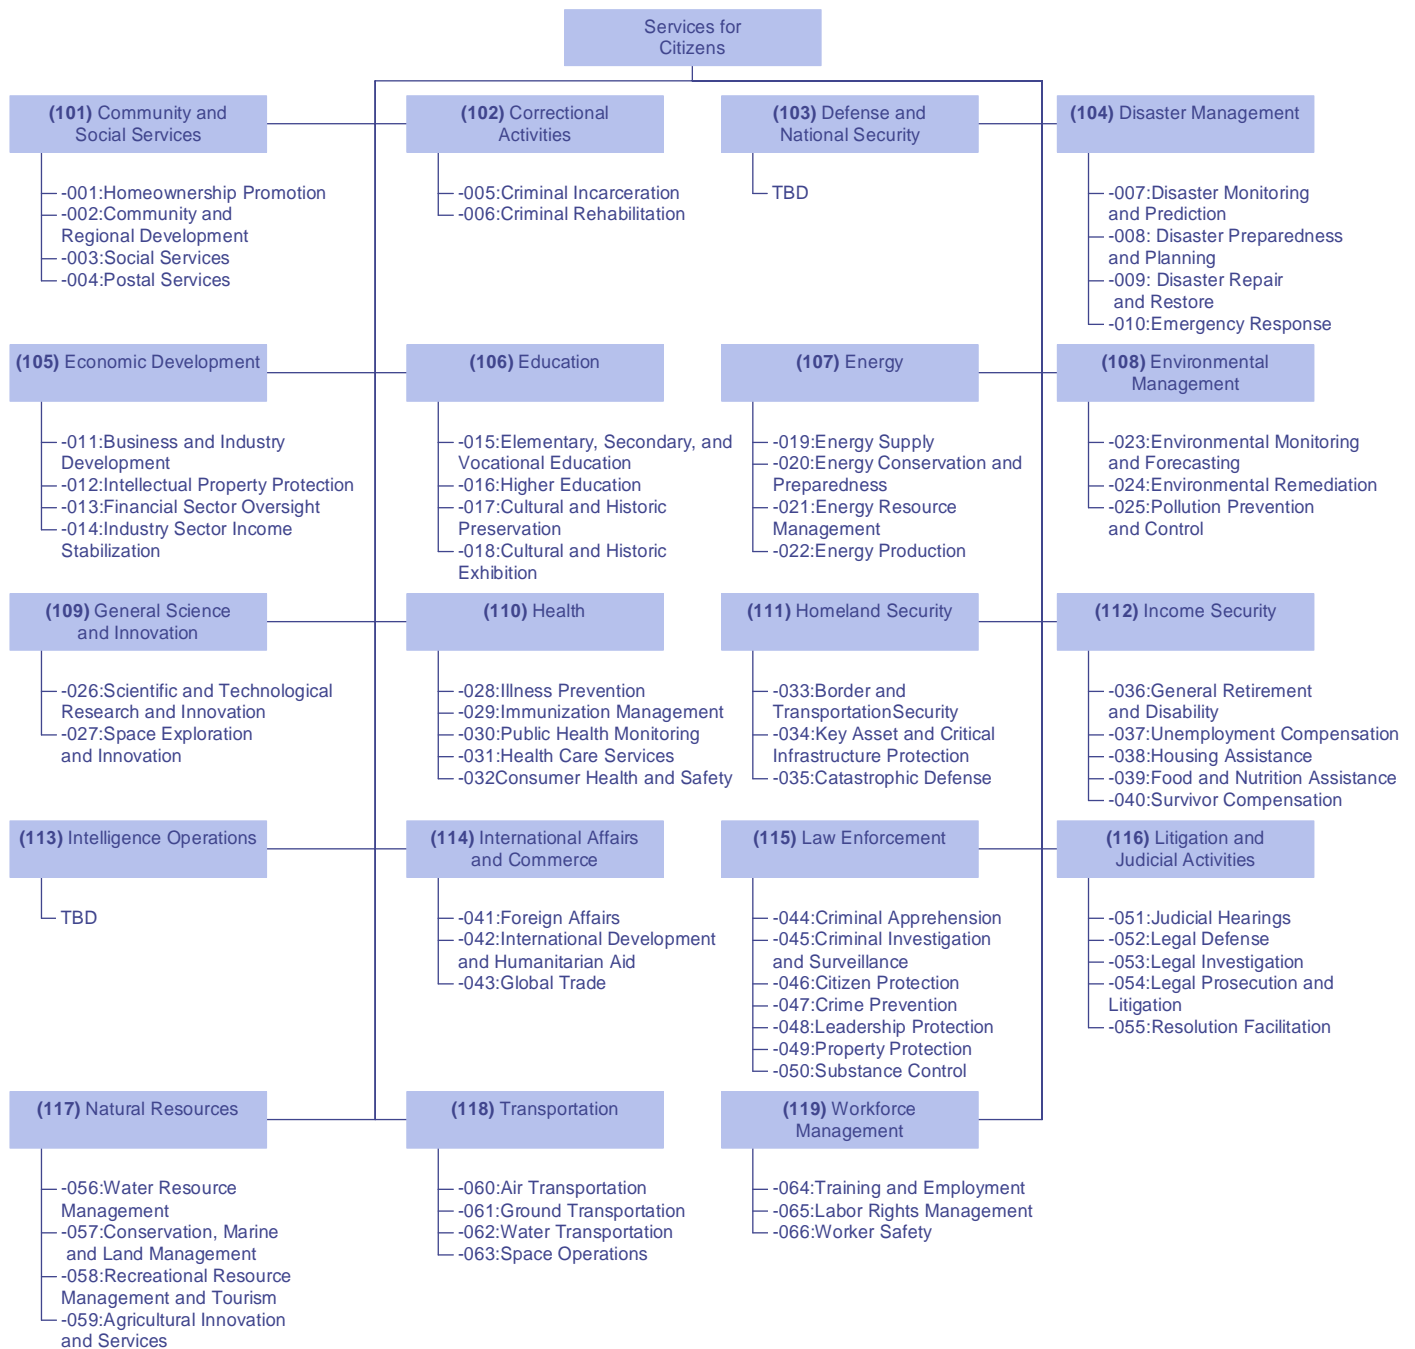 Services for
Citizens
(101) Community and
Social Services
-001:Homeownership Promotion
-002:Community and
Regional Development
-003:Social Services
-004:Postal Services
(102) Correctional
Activities
-005:Criminal Incarceration
-006:Criminal Rehabilitation
(103) Defense and
National Security
TBD
(104) Disaster Management
-007:Disaster Monitoring
and Prediction
-008: Disaster Preparedness
and Planning
-009: Disaster Repair
and Restore
-010:Emergency Response
(105) Economic Development
-011:Business and Industry
Development
-012:Intellectual Property Protection
-013:Financial Sector Oversight
-014:Industry Sector Income
Stabilization
(106) Education
-015:Elementary, Secondary, and
Vocational Education
-016:Higher Education
-017:Cultural and Historic
Preservation
-018:Cultural and Historic
Exhibition
(107) Energy
-019:Energy Supply
-020:Energy Conservation and
Preparedness
-021:Energy Resource
Management
-022:Energy Production
(108) Environmental
Management
-023:Environmental Monitoring
and Forecasting
-024:Environmental Remediation
-025:Pollution Prevention
and Control
(109) General Science
and Innovation
-026:Scientific and Technological
Research and Innovation
-027:Space Exploration
and Innovation
(110) Health
-028:Illness Prevention
-029:Immunization Management
-030:Public Health Monitoring
-031:Health Care Services
-032Consumer Health and Safety
(111) Homeland Security
-033:Border and
TransportationSecurity
-034:Key Asset and Critical
Infrastructure Protection
-035:Catastrophic Defense
(112) Income Security
-036:General Retirement
and Disability
-037:Unemployment Compensation
-038:Housing Assistance
-039:Food and Nutrition Assistance
-040:Survivor Compensation
(113) Intelligence Operations
TBD
(114) International Affairs
and Commerce
-041:Foreign Affairs
-042:International Development
and Humanitarian Aid
-043:Global Trade
(115) Law Enforcement
-044:Criminal Apprehension
-045:Criminal Investigation
and Surveillance
-046:Citizen Protection
-047:Crime Prevention
-048:Leadership Protection
-049:Property Protection
-050:Substance Control
(116) Litigation and
Judicial Activities
-051:Judicial Hearings
-052:Legal Defense
-053:Legal Investigation
-054:Legal Prosecution and
Litigation
-055:Resolution Facilitation
(117) Natural Resources
-056:Water Resource
Management
-057:Conservation, Marine
and Land Management
-058:Recreational Resource
Management and Tourism
-059:Agricultural Innovation
and Services
(118) Transportation
-060:Air Transportation
-061:Ground Transportation
-062:Water Transportation
-063:Space Operations
(119) Workforce
Management
-064:Training and Employment
-065:Labor Rights Management
-066:Worker Safety